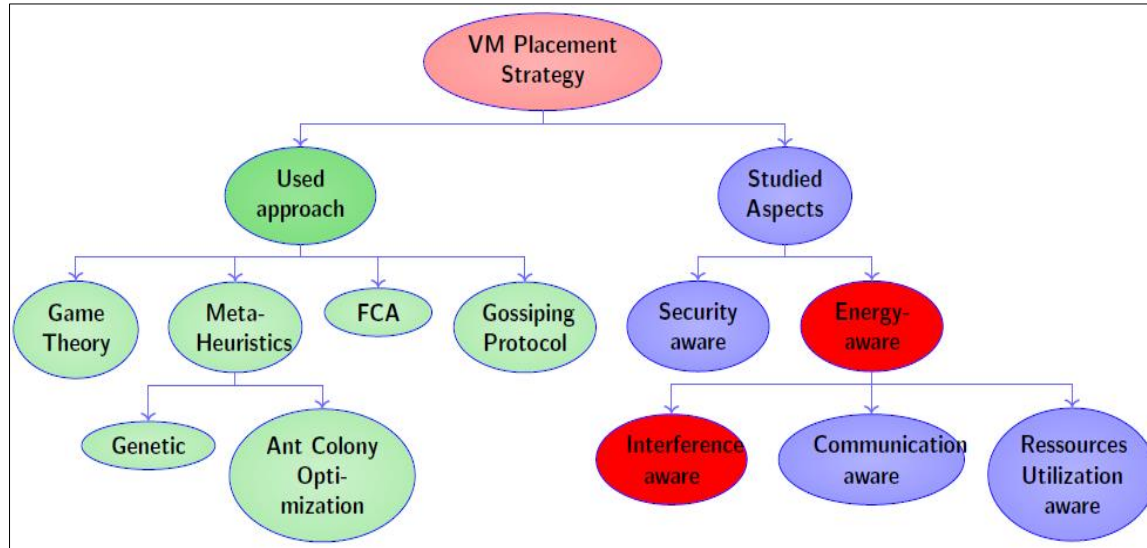 VM Placement
Strategy
Used
approach
Studied
Aspects
Game
Theory
Meta-
Heuristics
FCA
Gossiping
Protocol
Security
aware
Energy-
aware
Genetic
Ant Colony
Opti-
mization
Interference
aware
Communication
aware
Ressources
Utilization
aware